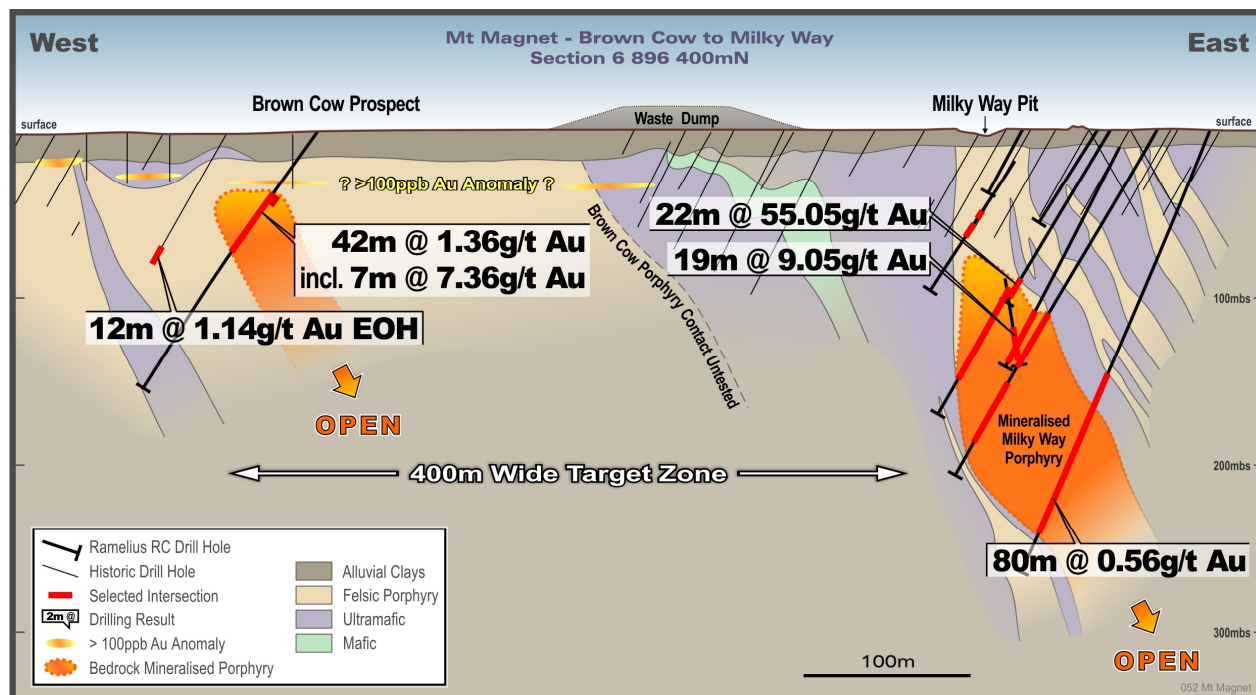 West
Mt Magnet - Brown Cow to Milky Way
Section 6 896 400mN
East
Brown Cow Prospect
Milky Way Pit
Waste Dump
surface
surface
? >100ppb Au Anomaly ?
22m @ 55.05g/t Au
42m @ 1.36g/t Au
incl. 7m @ 7.36g/t Au
19m @ 9.05g/t Au
Brown Cow Porphyry Contact Untested
100mbs
12m @ 1.14g/t Au EOH
OPEN
Mineralised
Milky Way
Porphyry
400m Wide Target Zone
200mbs
80m @ 0.56g/t Au
Ramelius RC Drill Hole
Historic Drill Hole
Selected Intersection
2m @
Drilling Result
> 100ppb Au Anomaly
Bedrock Mineralised Porphyry
Alluvial Clays
Felsic Porphyry
Ultramafic
Mafic
300mbs
100m
OPEN
052 Mt Magnet